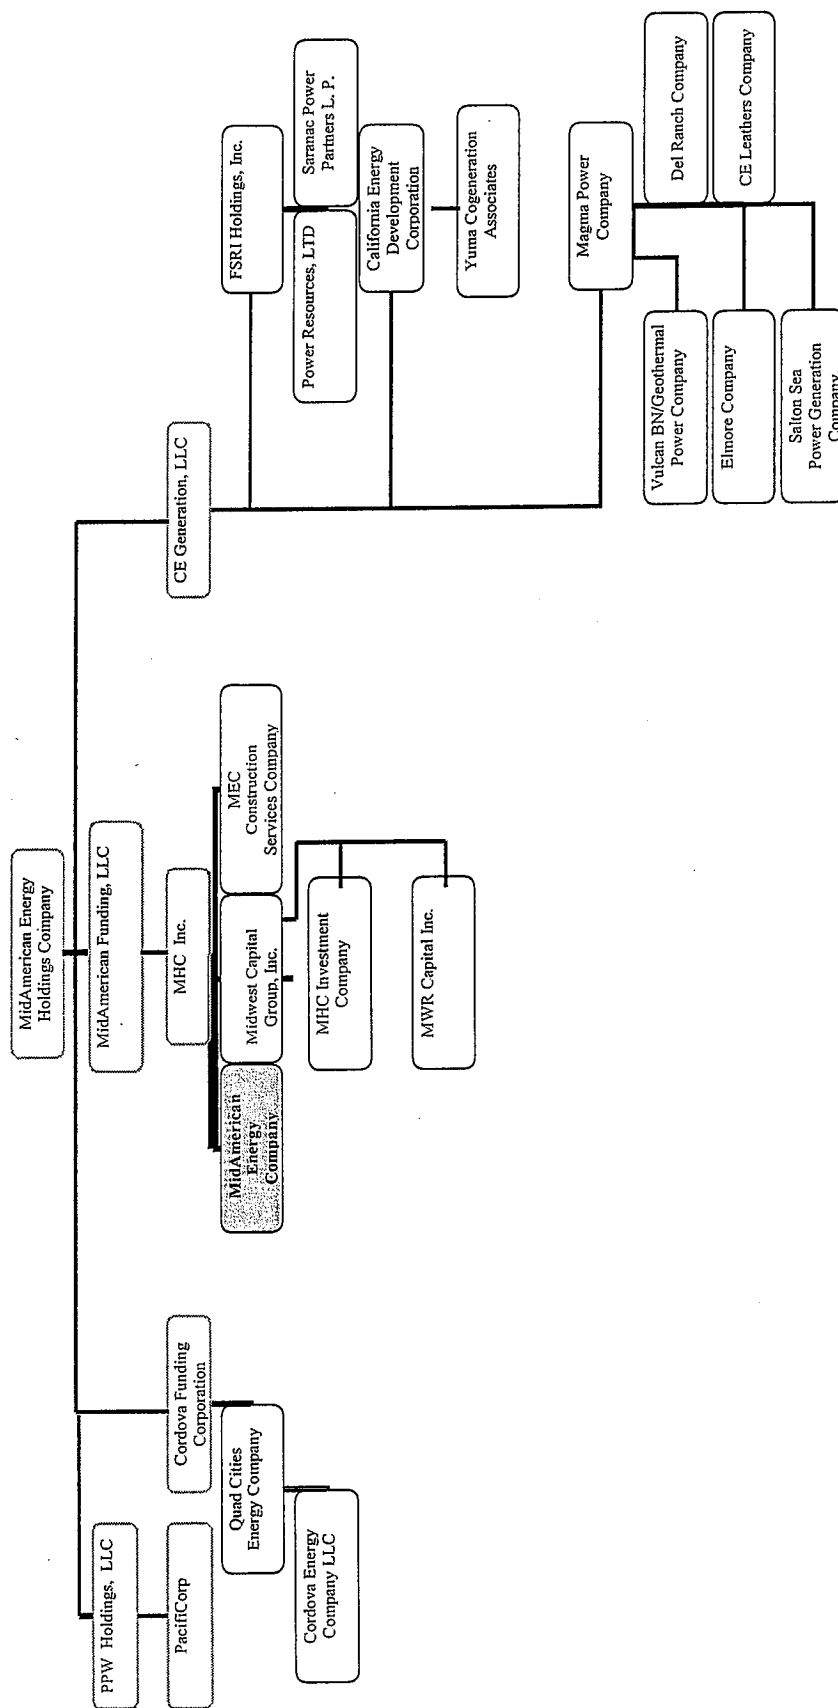 MidAmerican Energy
Holdings Company
PPW Holdings, LLC
MidAmerican Funding, LLC
PacifiCorp
Cordova Funding
Corporation
MHC Inc.
CE Generation, LLC
Quad Cities
Energy Company
MidAmerican
Energy
Company
Midwest Capital
Group, Inc.
MEC
Construction
Services Company
FSRI Holdings, Inc.
Cordova Energy
Company LLC
MHC Investment
Company
Power Resources, LTD
Saranac Power
Partners L. P.
California Energy
Development
Corporation
MWR Capital Inc.
Yuma Cogeneration
Associates
Magma Power
Company
Vulcan BN/Geothermal
Power Company
Del Ranch Company
Elmore Company
CE Leathers Company
Salton Sea
Power Generation
Company